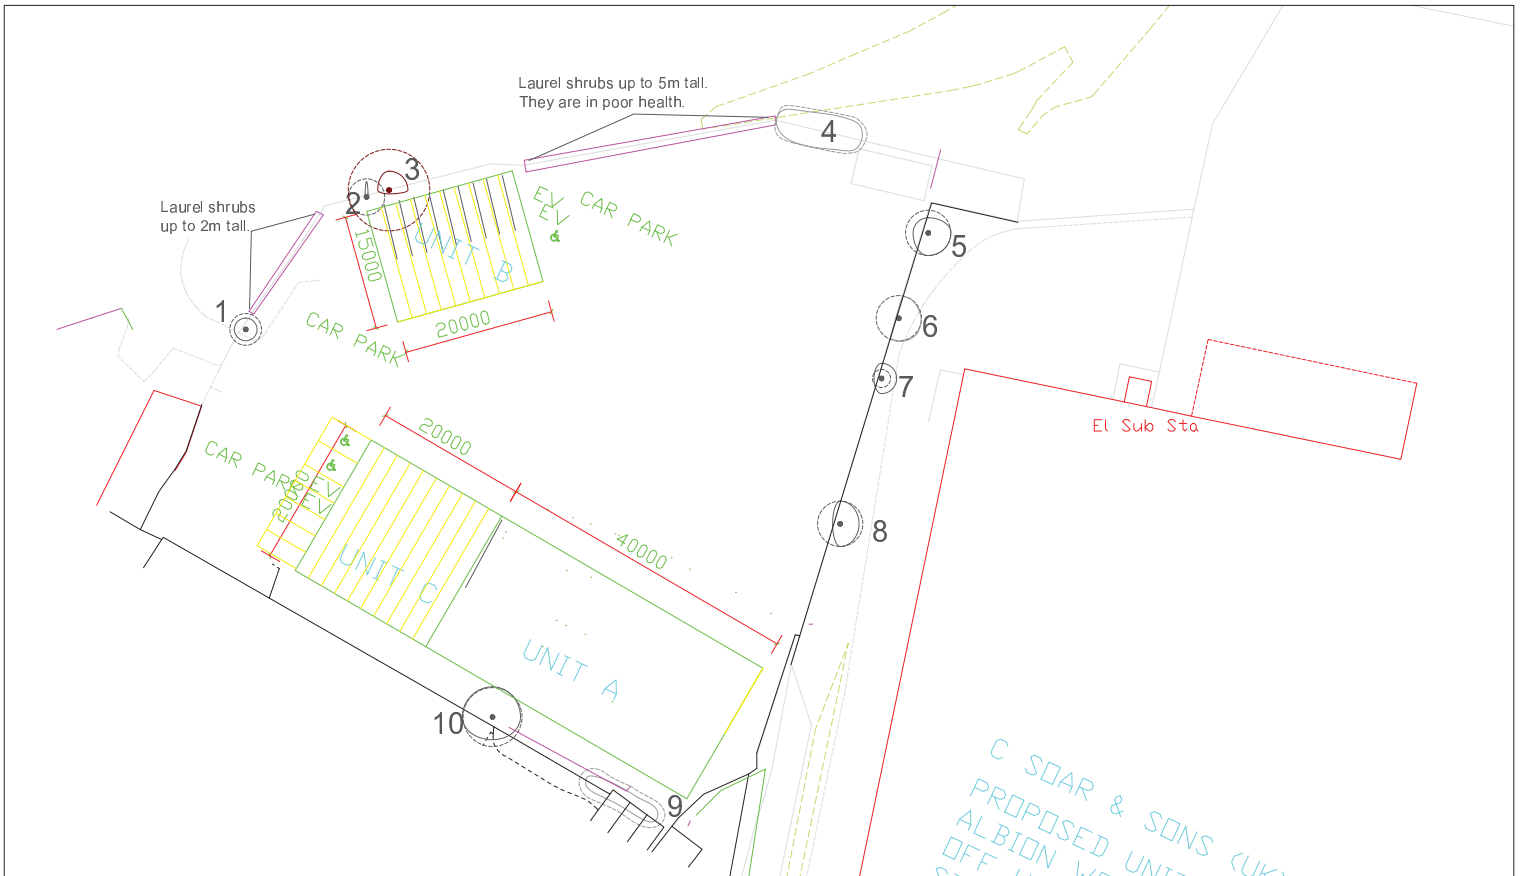 Laurel shrubs up to 5m tall.
They are in poor health.
4
3
2
Laurel shrubs
up to 2m tall.
EV
EV
CAR PARK
15000
UNIT B
5
1
CAR PARK
20000
6
7
El Sub Sta
20000
CAR PARK
EV
EV
20000
8
40000
UNIT C
UNIT A
10
9
C SOAR & SONS (UK)
PROPOSED
ALBION
OFF